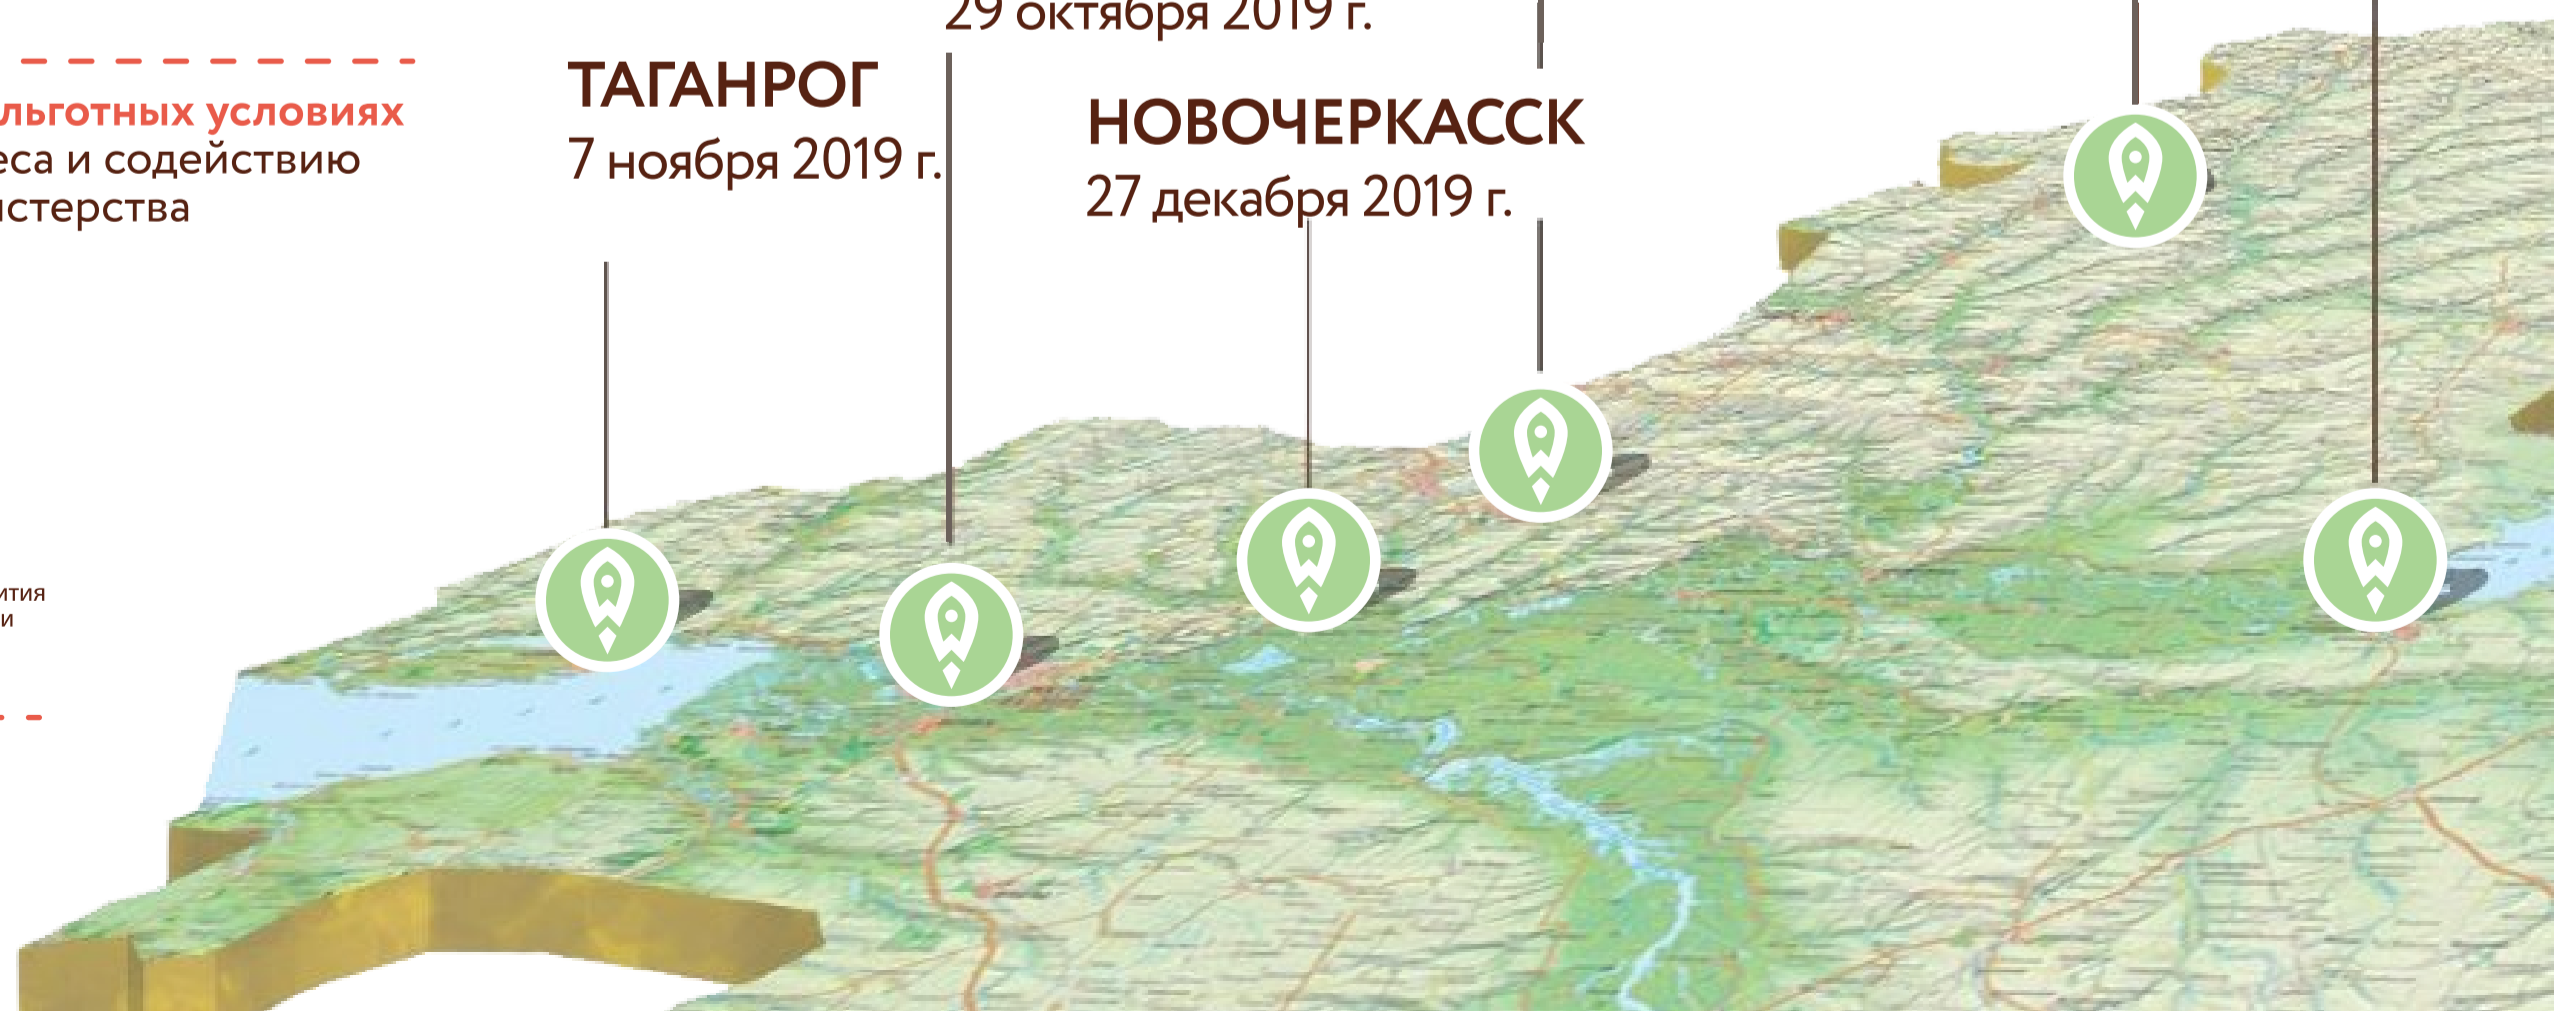 29 октября 2019 г.
льготных условиях
еса и содействию
истерства
ТАГАНРОГ
7 ноября 2019 г.
НОВОЧЕРКАССК
27 декабря 2019 г.
ития
и